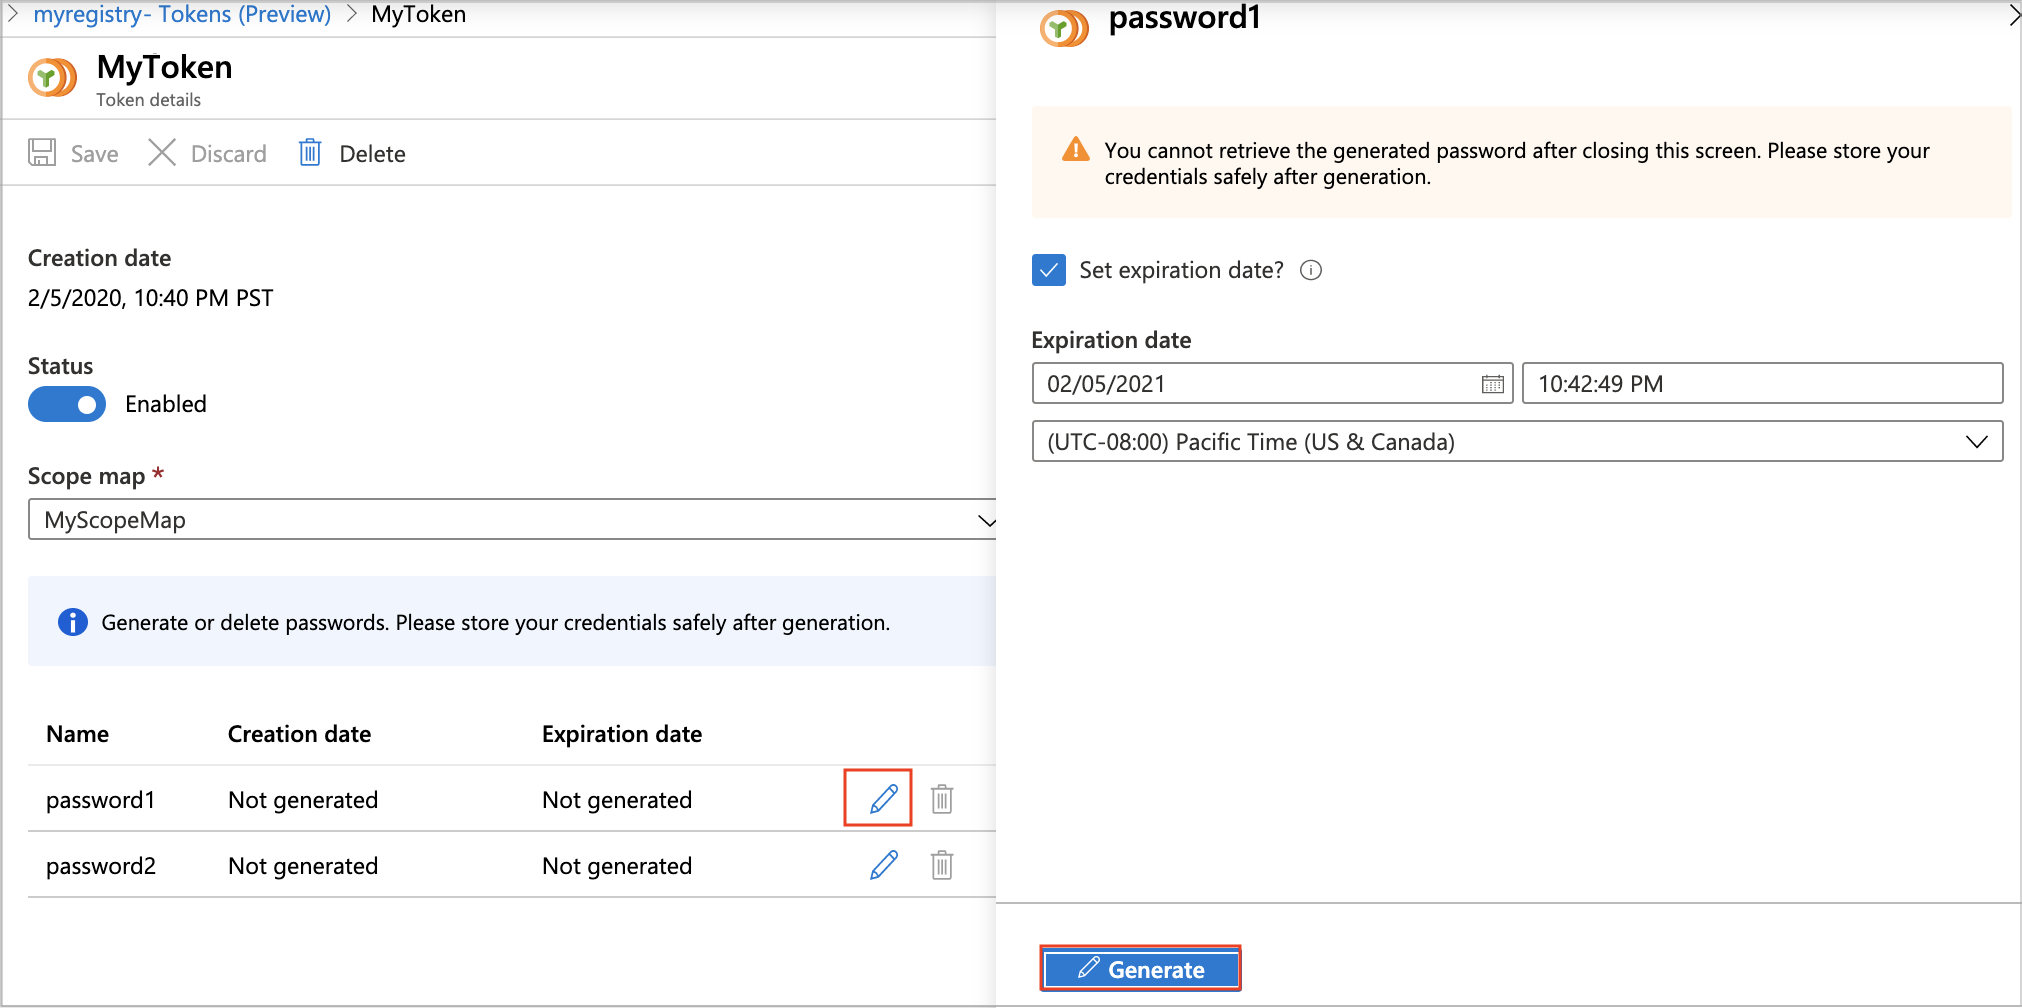 myregistry- Tokens (Preview) > MyToken
MyToken
Token details
Save Discard Delete
Creation date
2/5/2020, 10:40 PM PST
Status
Enabled
Scope map *
MyScopeMap
Generate or delete passwords. Please store your credentials safely after generation.
Name Creation date Expiration date
password1 Not generated Not generated
password2 Not generated Not generated
password1
You cannot retrieve the generated password after closing this screen. Please store your
credentials safely after generation.
Set expiration date?
Expiration date
02/05/2021 10:42:49 PM
(UTC-08:00) Pacific Time (US & Canada)
Generate